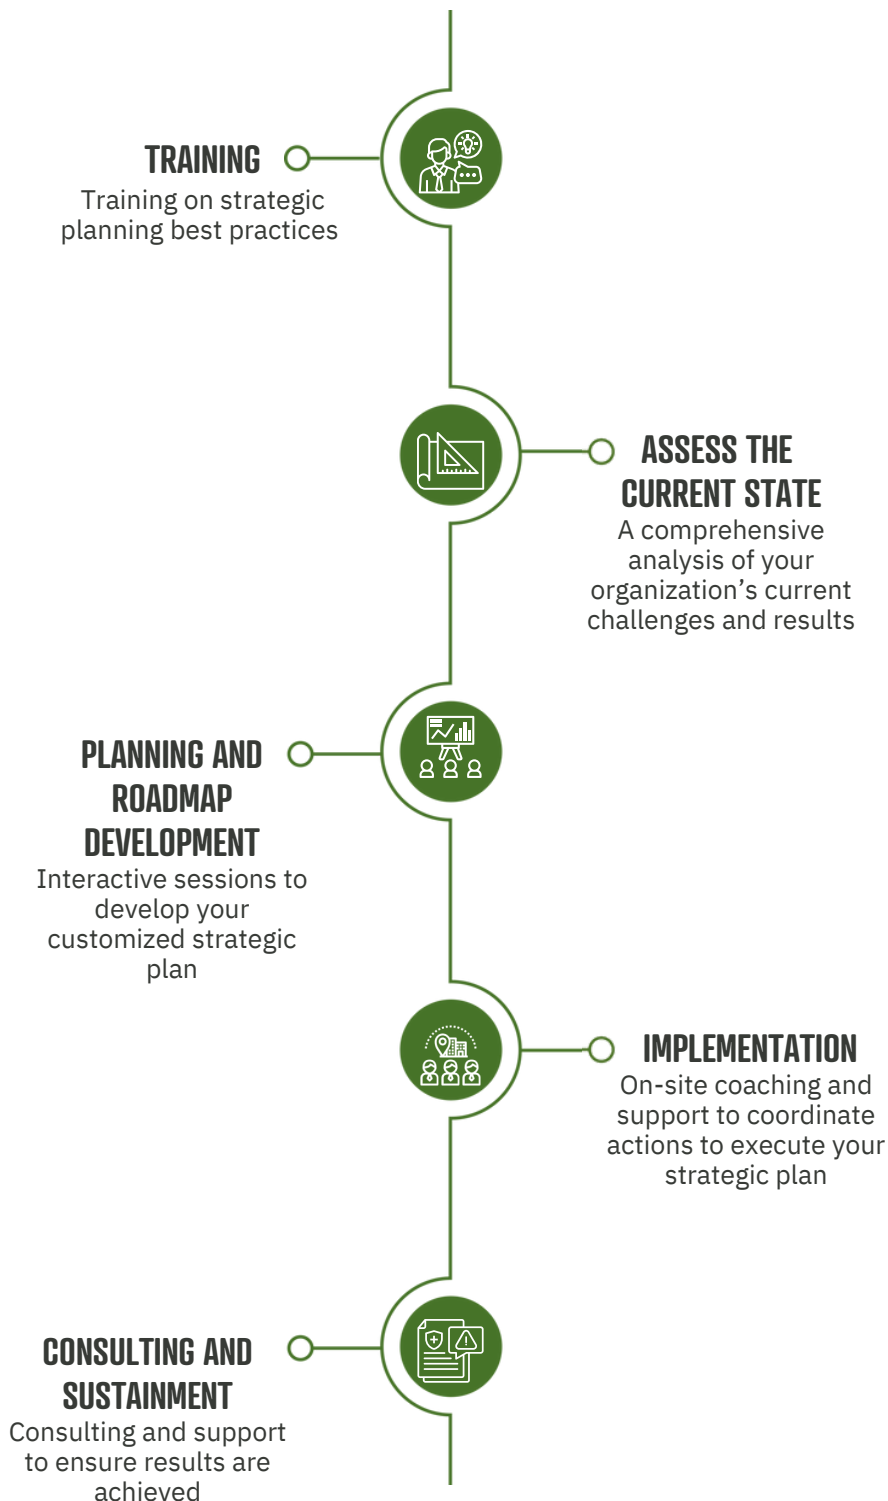 TRAINING
Training on strategic
planning best practices
ASSESS THE
CURRENT STATE
A comprehensive
analysis of your
organization’s current
challenges and results
PLANNING AND
ROADMAP
DEVELOPMENT
Interactive sessions to
develop your
customized strategic
plan
IMPLEMENTATION
On-site coaching and
support to coordinate
actions to execute your
strategic plan
CONSULTING AND
SUSTAINMENT
Consulting and support
to ensure results are
achieved